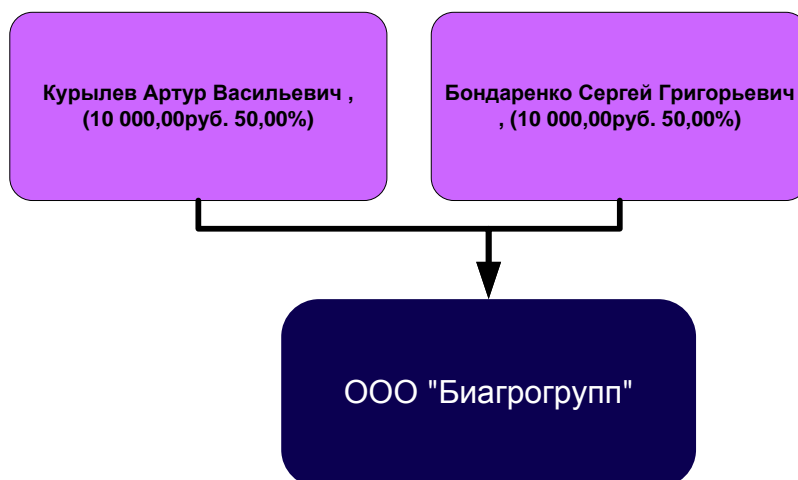 Курылев Артур Васильевич ,
(10 000,00руб. 50,00%)
Бондаренко Сергей Григорьевич
, (10 000,00руб. 50,00%)
ООО "Биагрогрупп"